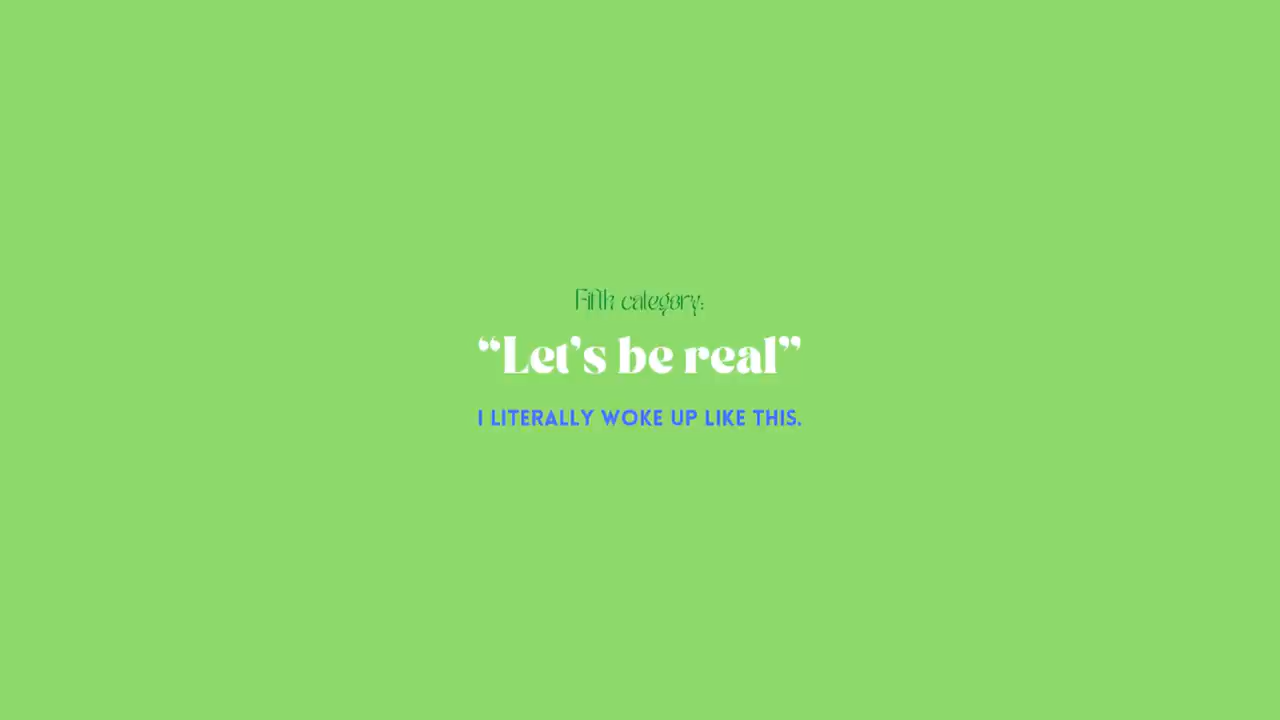 Fifth category:
“Let’s be real”
I LITERALLY WOKE UP LIKE THIS.